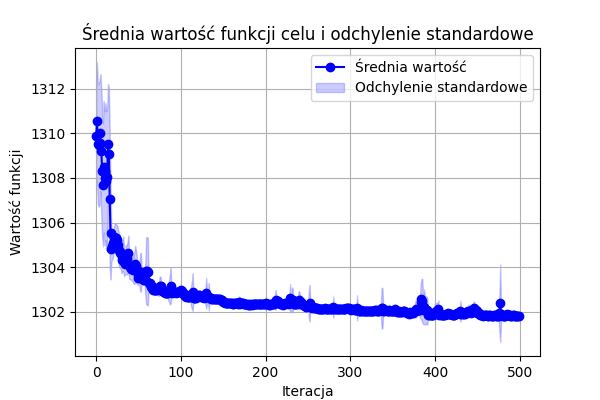 Średnia wartość funkcji celu i odchylenie standardowe
Średnia wartość
Odchylenie standardowe
Wartość funkcji
1312
1310
1308
1306
1304
1302
0 100 200 300 400 500
Iteracja